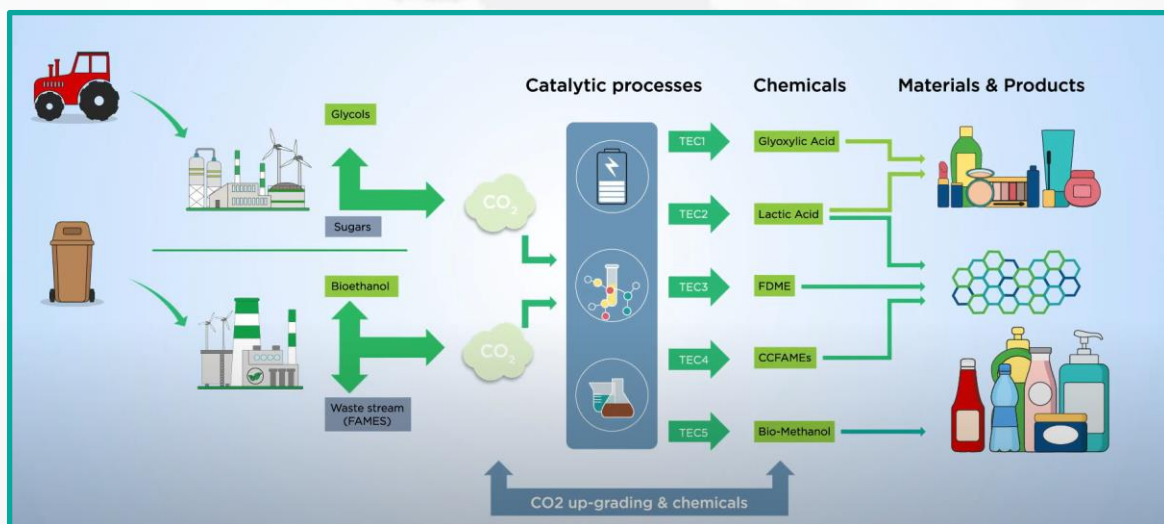 Catalytic processes
Chemicals
Materials & Products
Glycols
Sugars
Bioethanol
Waste stream
(FAMES)
CO2
CO2
TEC1
Glyoxylic Acid
TEC2
Lactic Acid
TEC3
FDME
TEC4
CCFAMEs
TEC5
Bio-Methanol
CO2 up-grading & chemicals